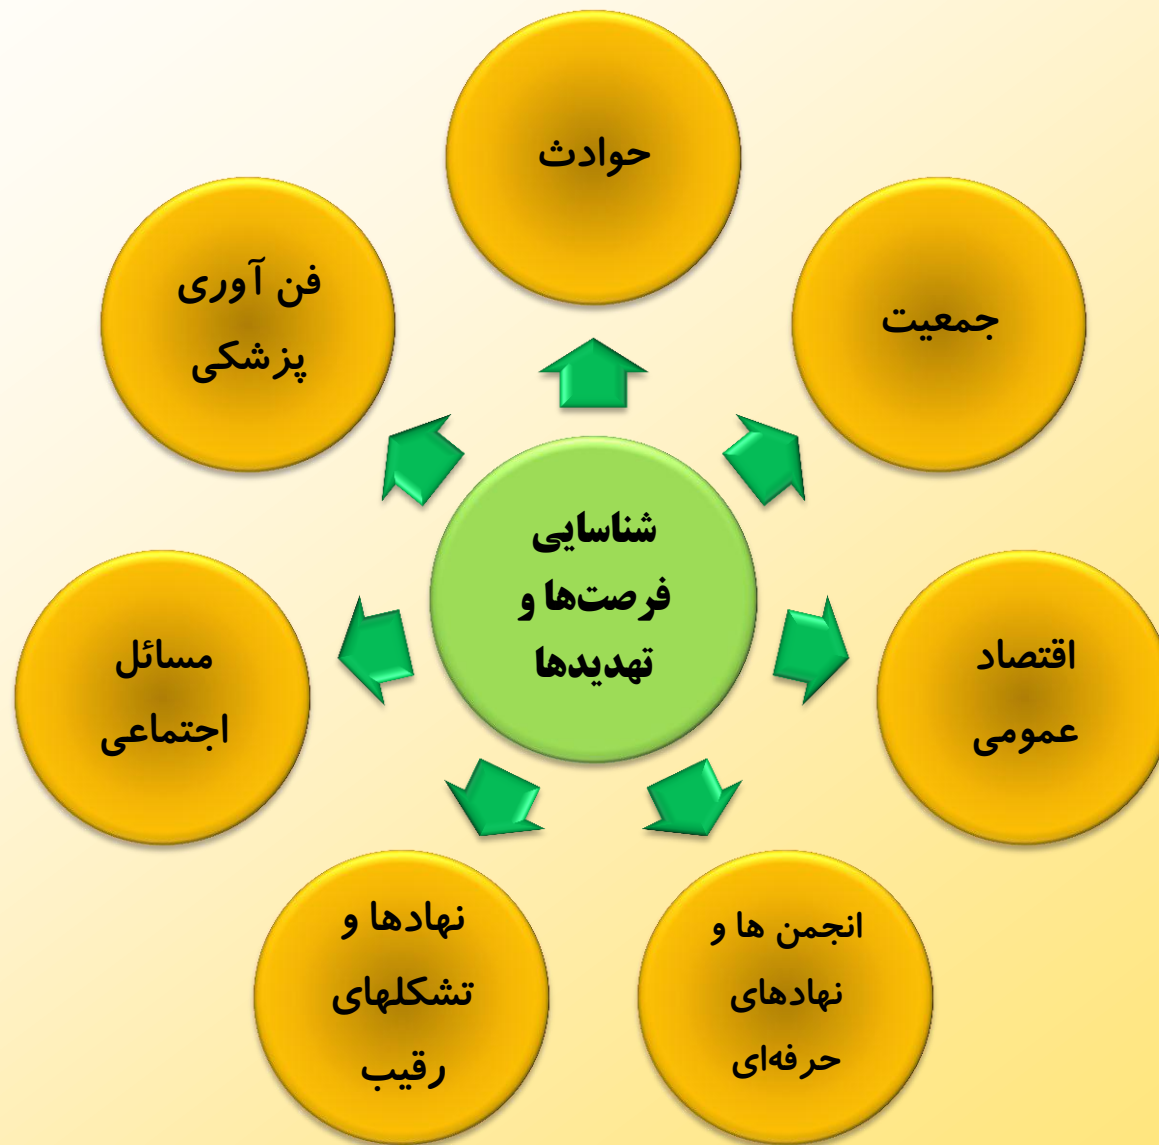 حوادث
جمعیت
اقتصاد
عمومی
انجمن ها و
نهادهای
حرفه‌ای
نهادها و
تشکلهای
رقیب
مسائل
اجتماعی
فن آوری
پزشکی
شناسایی
فرصت‌ها و
تهدیدها